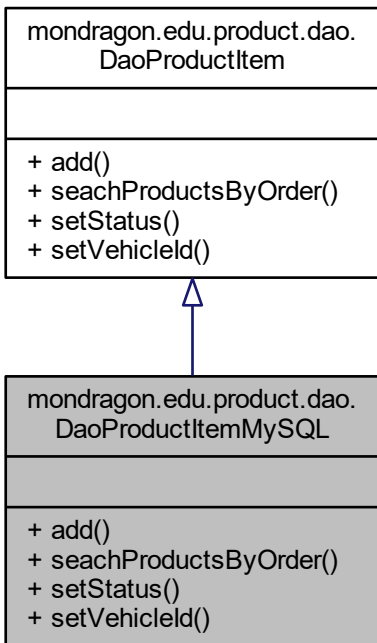 mondragon.edu.product.dao.
DaoProductItem
+ add()
+ seachProductsByOrder()
+ setStatus()
+ setVehicleId()
mondragon.edu.product.dao.
DaoProductItemMySQL
+ add()
+ seachProductsByOrder()
+ setStatus()
+ setVehicleId()